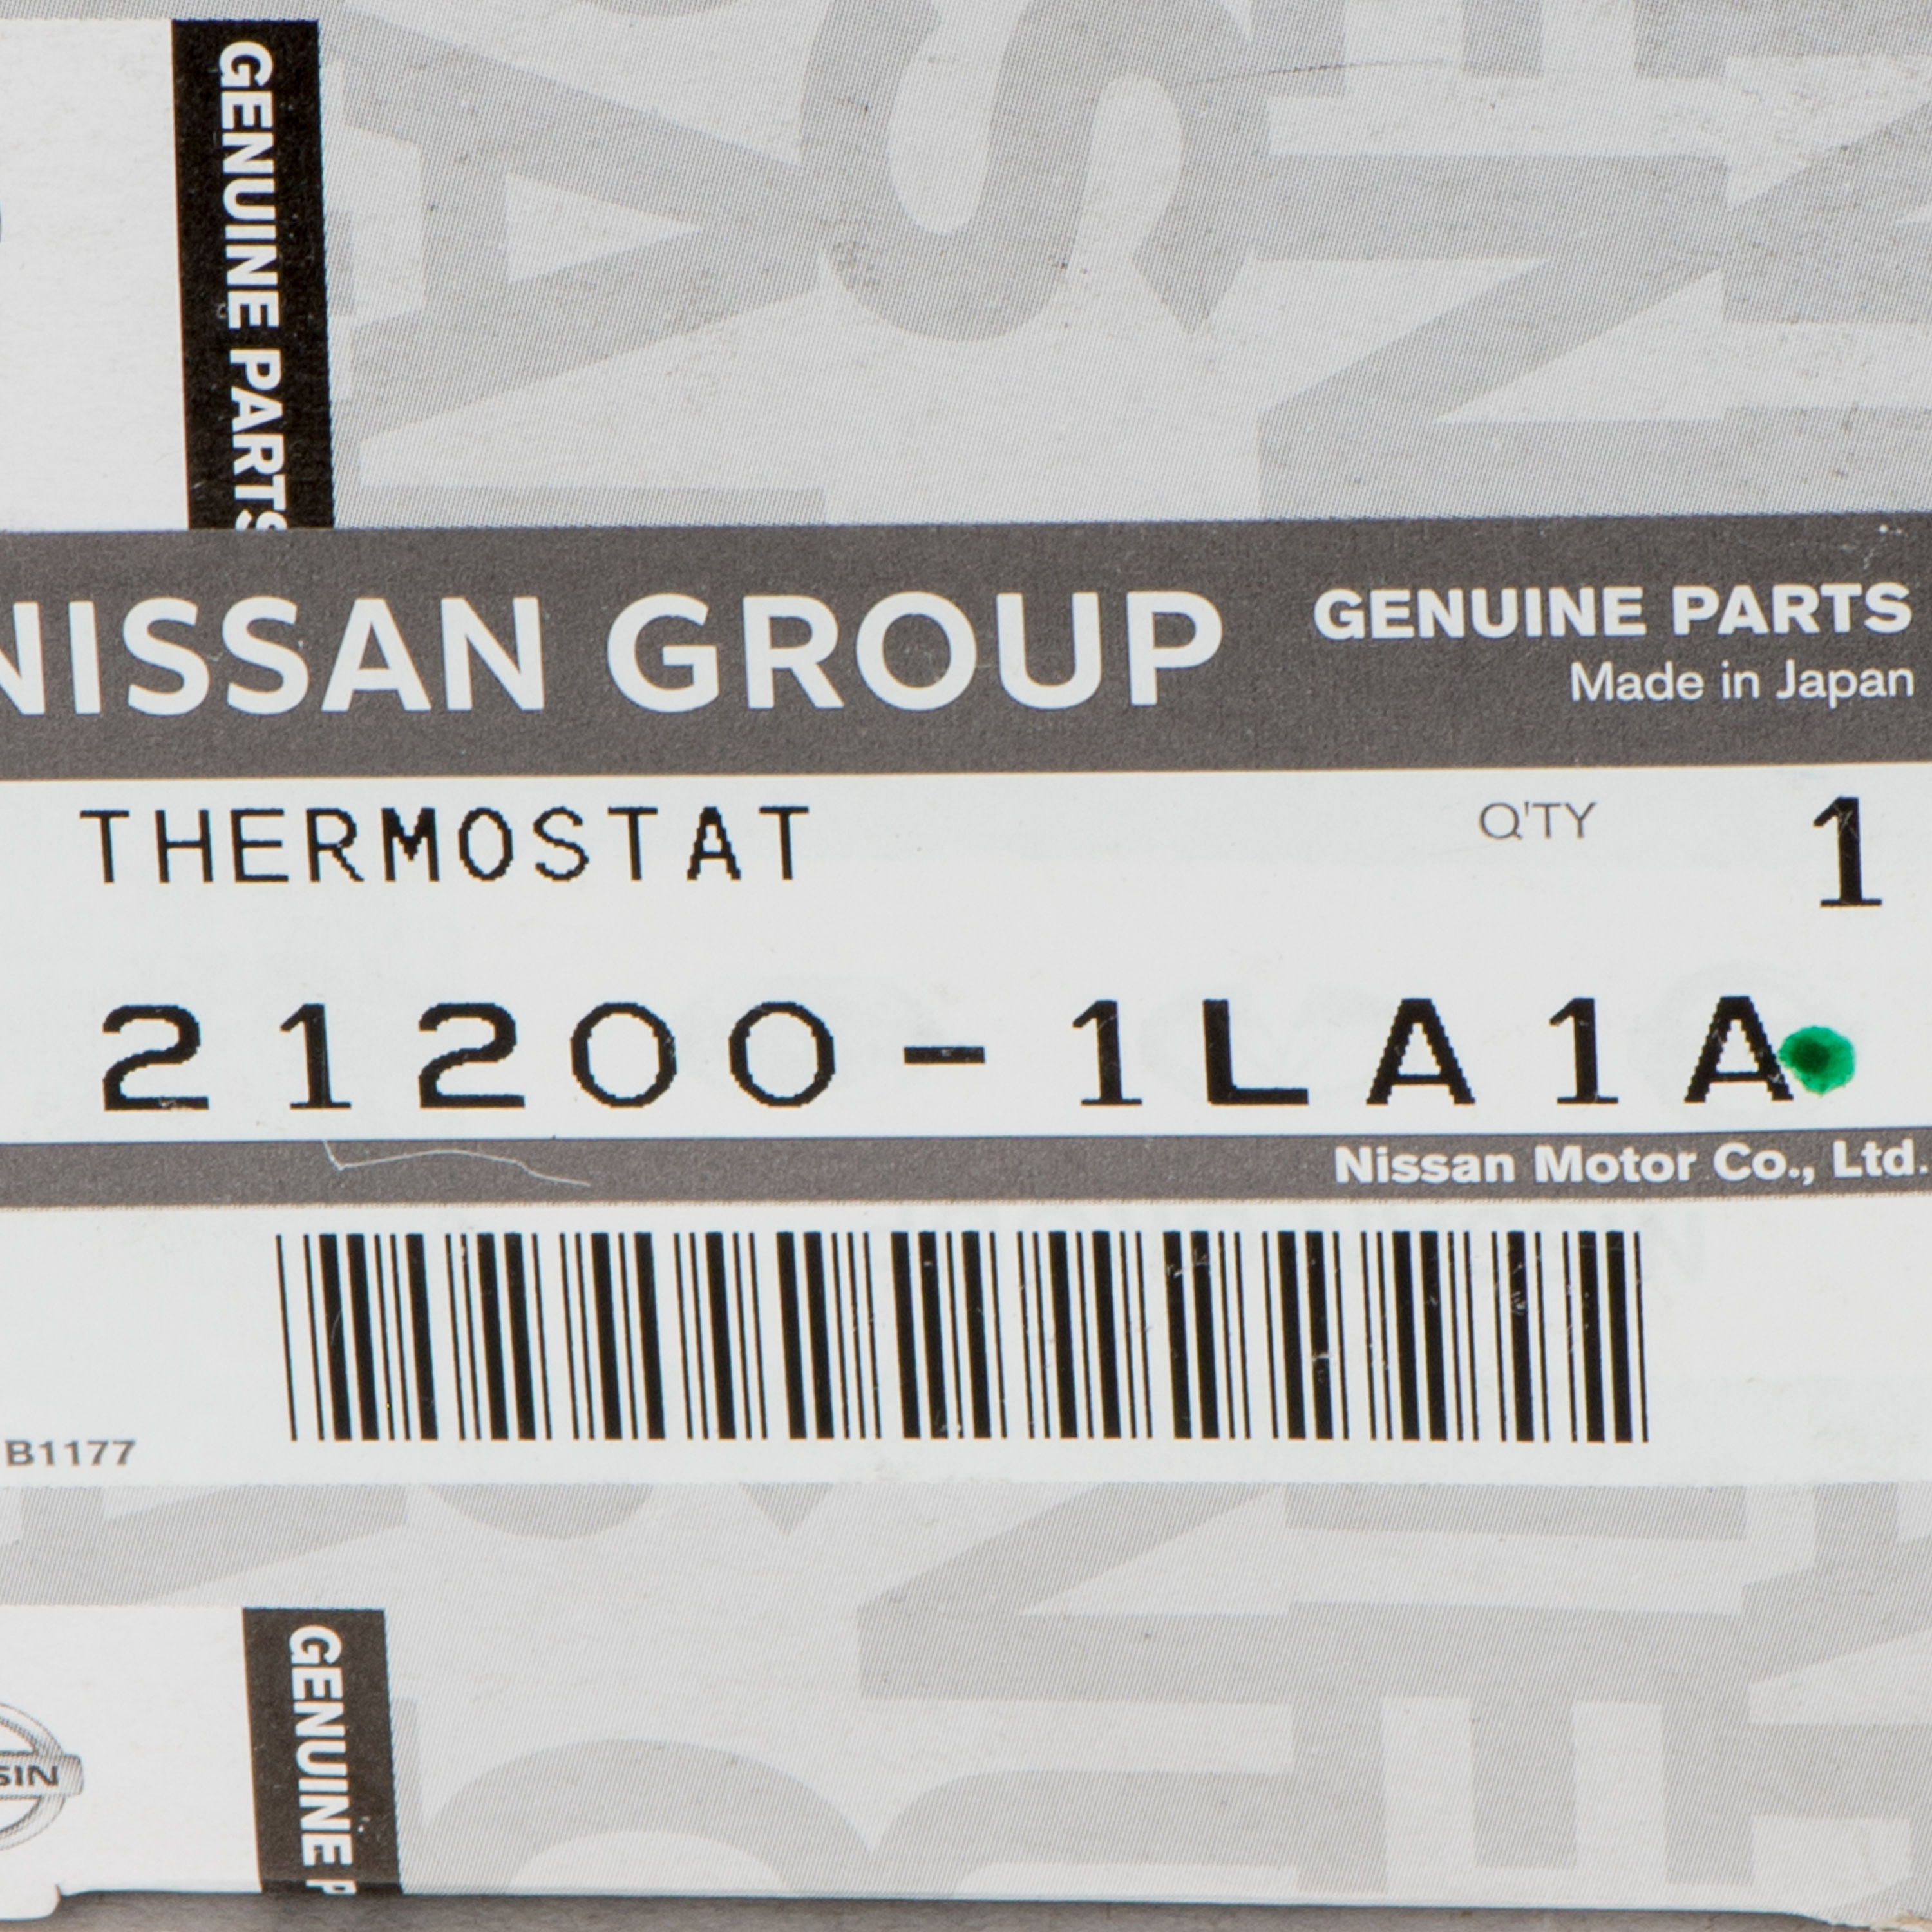 GENUINE PARTS
NISSAN GROUP
GENUINE PARTS
Made in Japan
THERMOSTAT
Q'TY 1
21200-1LA1A
Nissan Motor Co., Ltd.
B1177
GENUINE P